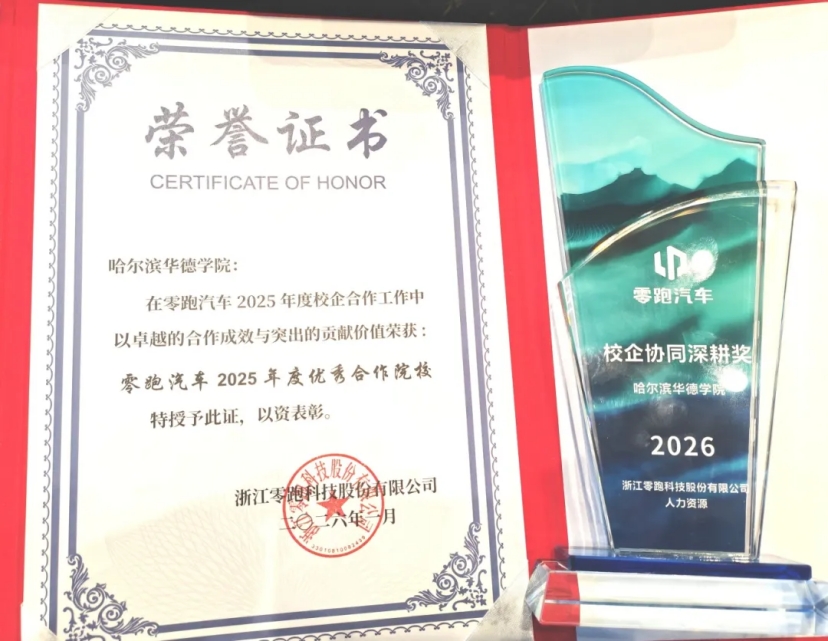 荣誉证书
CERTIFICATE OF HONOR
哈尔滨华德学院：
在零跑汽车 2025 年度校企合作工作中
以卓越的合作成效与突出的贡献价值荣获：
零跑汽车 2025 年度优秀合作院校
特授予此证，以资表彰。
浙江零跑科技股份有限公司
二〇二六年一月
零跑汽车
校企协同深耕奖
哈尔滨华德学院
2026
浙江零跑科技股份有限公司
人力资源